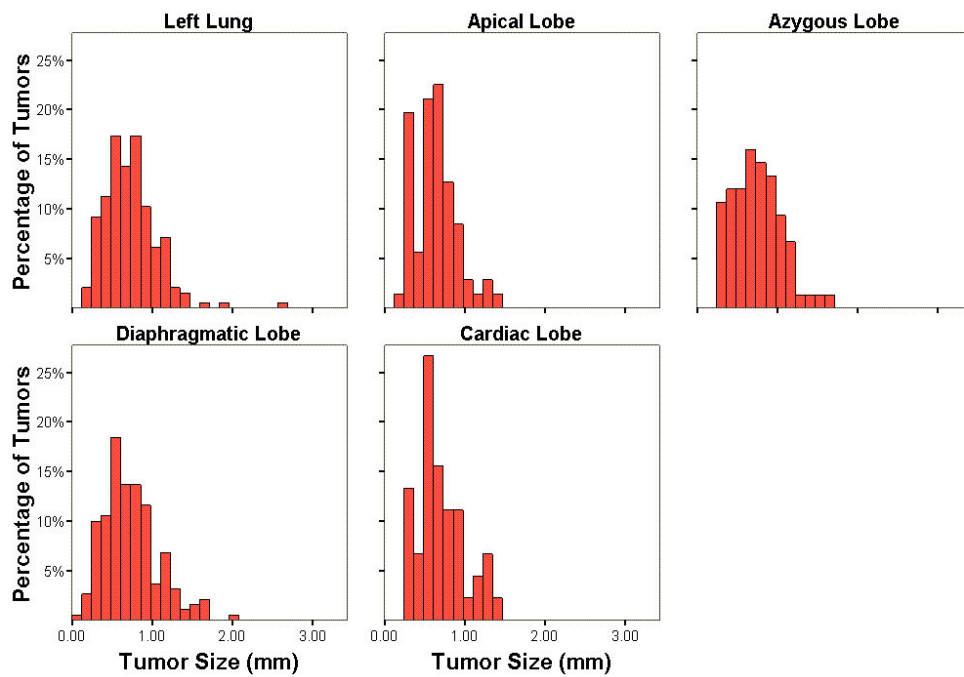 Left Lung
Apical Lobe
Azygous Lobe
Percentage of Tumors
25%
20%
15%
10%
5%
Diaphragmatic Lobe
Cardiac Lobe
Percentage of Tumors
25%
20%
15%
10%
5%
0.00 1.00 2.00 3.00
0.00 1.00 2.00 3.00
Tumor Size (mm)
Tumor Size (mm)